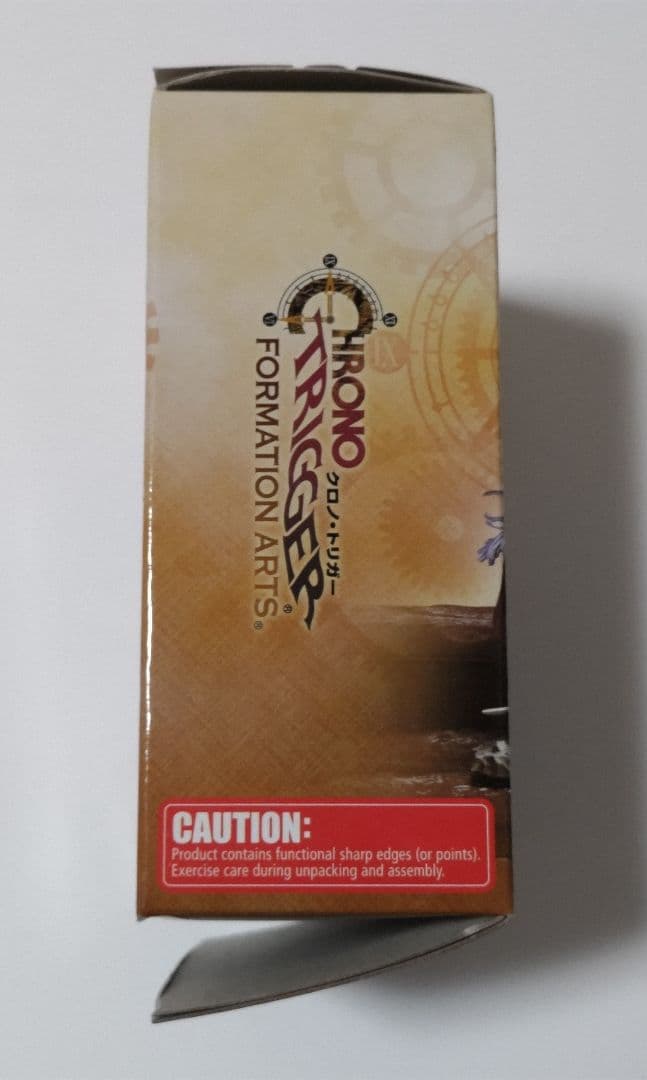 CHRONO
TRIGGER®
クロノ・トリガー
FORMATION ARTS®
CAUTION:
Product contains functional sharp edges (or points).
Exercise care during unpacking and assembly.